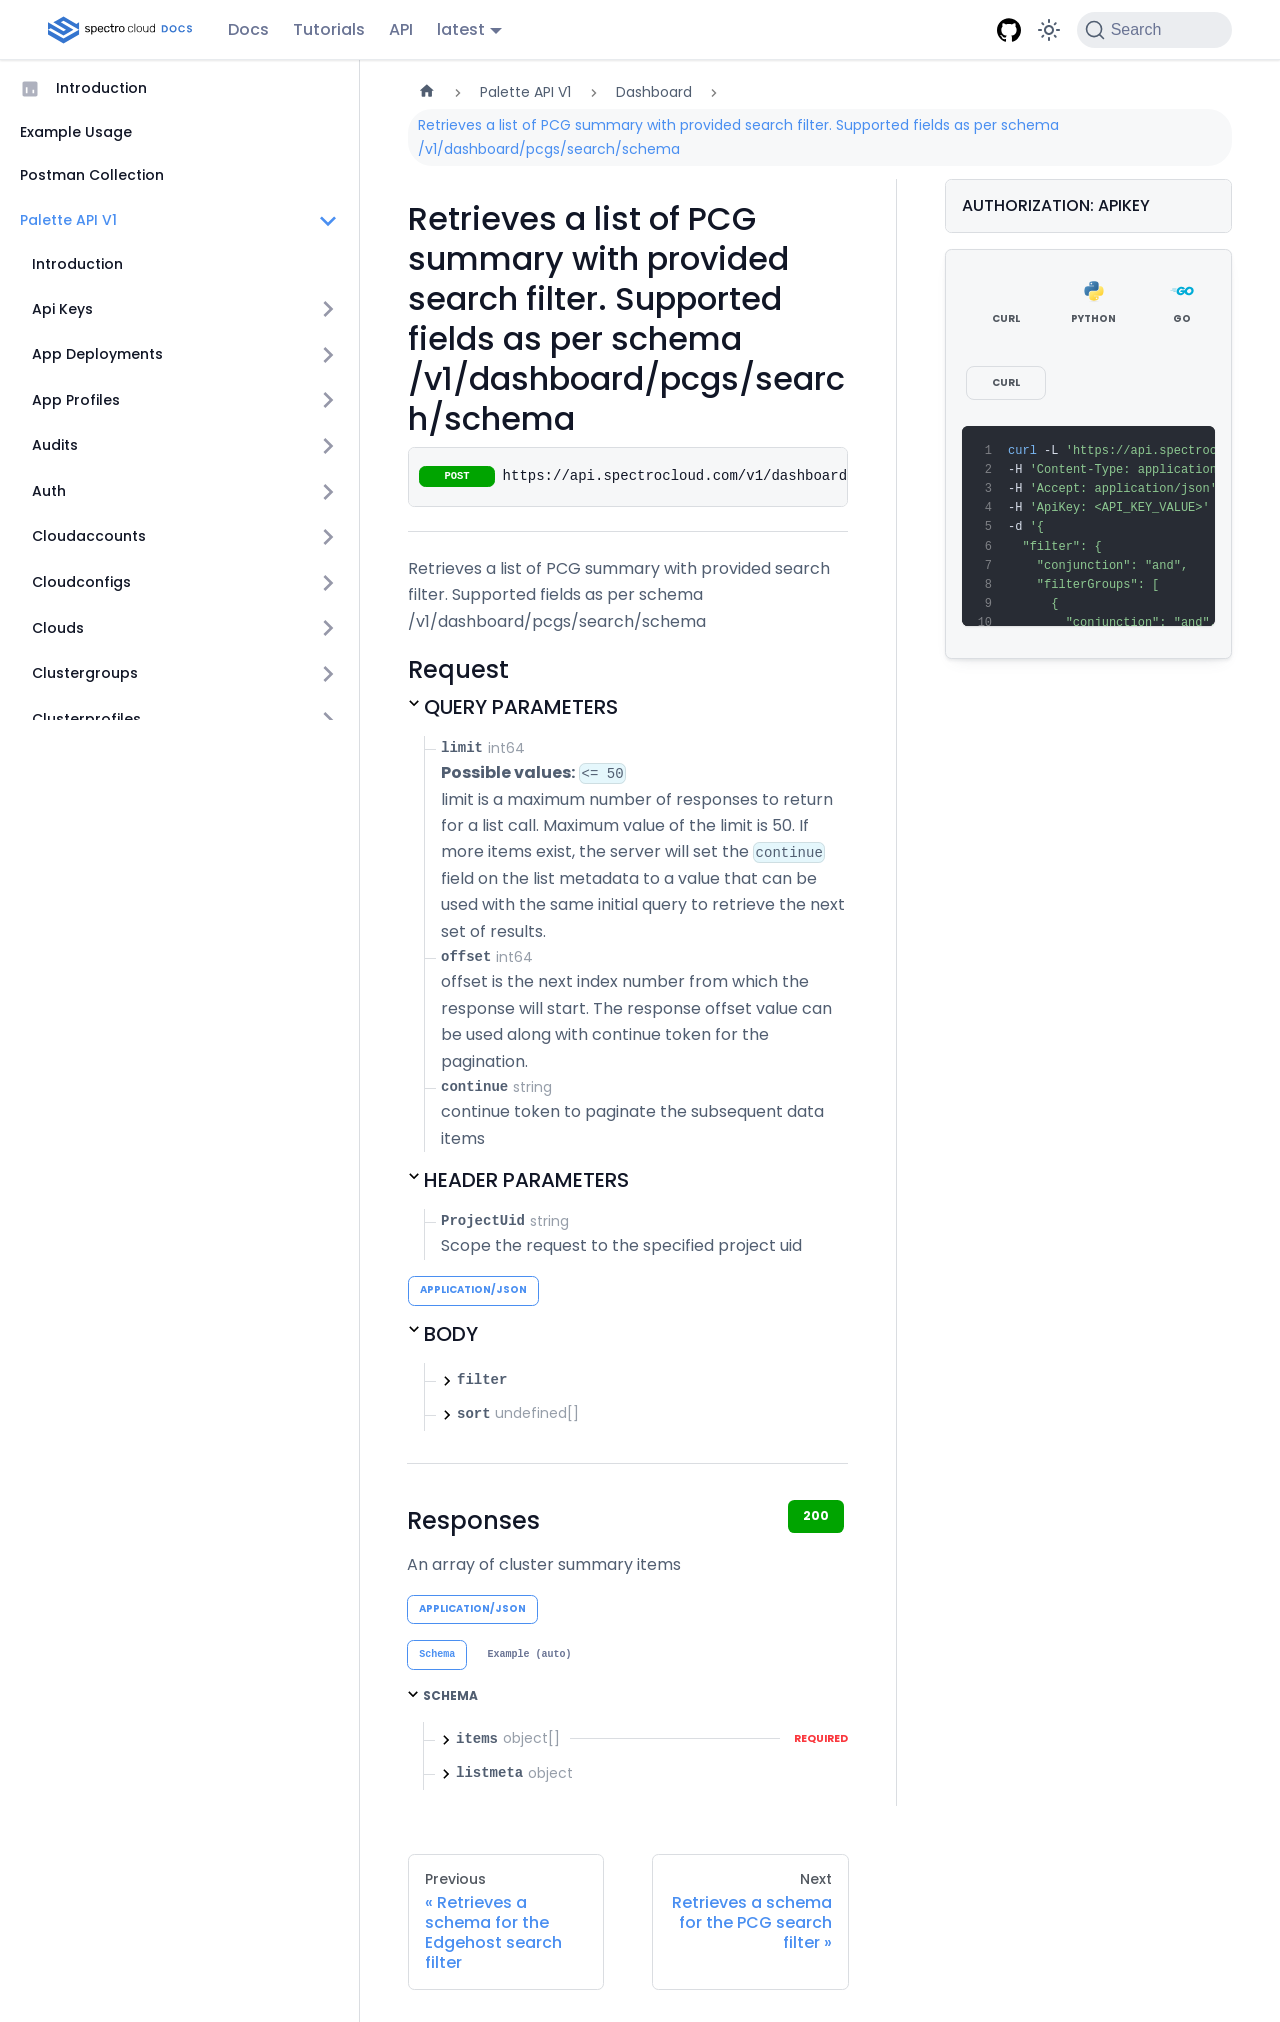 spectro cloud DOCS
Docs
Tutorials
API
latest
Search
Introduction
Example Usage
Postman Collection
Palette API V1
Introduction
Api Keys
App Deployments
App Profiles
Audits
Auth
Cloudaccounts
Cloudconfigs
Clouds
Clustergroups
Clusterprofiles
Palette API V1
Dashboard
Retrieves a list of PCG summary with provided search filter. Supported fields as per schema
/v1/dashboard/pcgs/search/schema
Retrieves a list of PCG
summary with provided
search filter. Supported
fields as per schema
/v1/dashboard/pcgs/searc
h/schema
POST https://api.spectrocloud.com/v1/dashboard
Retrieves a list of PCG summary with provided search
filter. Supported fields as per schema
/v1/dashboard/pcgs/search/schema
Request
QUERY PARAMETERS
limit int64
Possible values: <= 50
limit is a maximum number of responses to return
for a list call. Maximum value of the limit is 50. If
more items exist, the server will set the continue
field on the list metadata to a value that can be
used with the same initial query to retrieve the next
set of results.
offset int64
offset is the next index number from which the
response will start. The response offset value can
be used along with continue token for the
pagination.
continue string
continue token to paginate the subsequent data
items
HEADER PARAMETERS
ProjectUid string
Scope the request to the specified project uid
APPLICATION/JSON
BODY
filter
sort undefined[]
Responses
200
An array of cluster summary items
APPLICATION/JSON
Schema
Example (auto)
SCHEMA
items object[] REQUIRED
listmeta object
Previous
« Retrieves a
schema for the
Edgehost search
filter
Next
Retrieves a schema
for the PCG search
filter »
AUTHORIZATION: APIKEY
CURL
PYTHON
GO
CURL
1 curl -L 'https://api.spectroc
2 -H 'Content-Type: application
3 -H 'Accept: application/json'
4 -H 'ApiKey: <API_KEY_VALUE>'
5 -d '{
6 "filter": {
7 "conjunction": "and",
8 "filterGroups": [
9 {
10 "conjunction": "and"